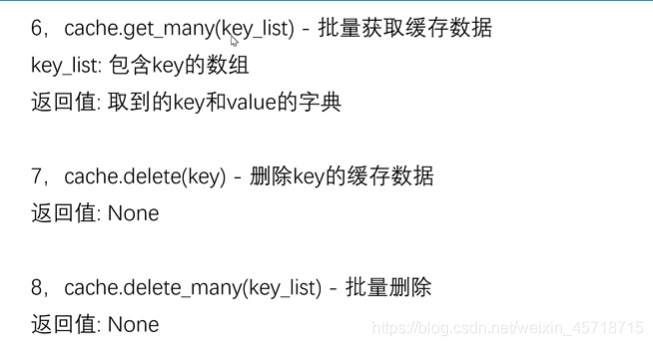 6，cache.get_many(key_list) - 批量获取缓存数据
key_list: 包含key的数组
返回值: 取到的key和value的字典
7，cache.delete(key) - 删除key的缓存数据
返回值: None
8，cache.delete_many(key_list) - 批量删除
返回值: None
https://blog.csdn.net/weixin_45718715